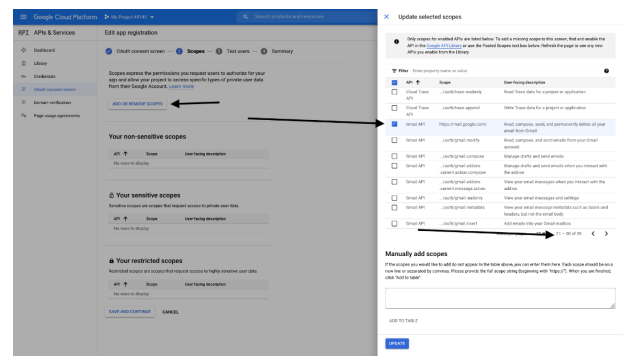 Google Cloud Platform
My Project 48145
Search products and resources
API APIs & Services
Dashboard
Library
Credentials
OAuth consent screen
Domain verification
Page usage agreements
Edit app registration
OAuth consent screen — 2 Scopes — 3 Test users — 4 Summary
Scopes express the permissions you request users to authorize for your
app and allow your project to access specific types of private user data
from their Google Account. Learn more
ADD OR REMOVE SCOPES
Your non-sensitive scopes
API Scope User-facing description
No rows to display
Your sensitive scopes
Sensitive scopes are scopes that request access to private user data.
API Scope User-facing description
No rows to display
Your restricted scopes
Restricted scopes are scopes that request access to highly sensitive user data.
API Scope User-facing description
No rows to display
SAVE AND CONTINUE CANCEL
Update selected scopes
Only scopes for enabled APIs are listed below. To add a missing scope to this screen, find and enable the
API in the Google API Library or use the Pasted Scopes text box below. Refresh the page to see any new
APIs you enable from the Library.
Filter Enter property name or value
API Scope User-facing description
Cloud Trace API .../auth/trace.readonly Read Trace data for a project or application
Cloud Trace API .../auth/trace.append Write Trace data for a project or application
Gmail API https://mail.google.com/ Read, compose, send, and permanently delete all your email from Gmail
Gmail API .../auth/gmail.modify Read, compose, and send emails from your Gmail account
Gmail API .../auth/gmail.compose Manage drafts and send emails
Gmail API .../auth/gmail.addons.current.action.compose Manage drafts and send emails when you interact with the add-on
Gmail API .../auth/gmail.addons.current.message.action View your email messages when you interact with the add-on
Gmail API .../auth/gmail.readonly View your email messages and settings
Gmail API .../auth/gmail.metadata View your email message metadata such as labels and headers, but not the email body
Gmail API .../auth/gmail.insert Add emails into your Gmail mailbox
21 – 30 of 39
Manually add scopes
If the scopes you would like to add do not appear in the table above, you can enter them here. Each scope should be on a
new line or separated by commas. Please provide the full scope string (beginning with "https://"). When you are finished,
click "Add to table".
ADD TO TABLE
UPDATE